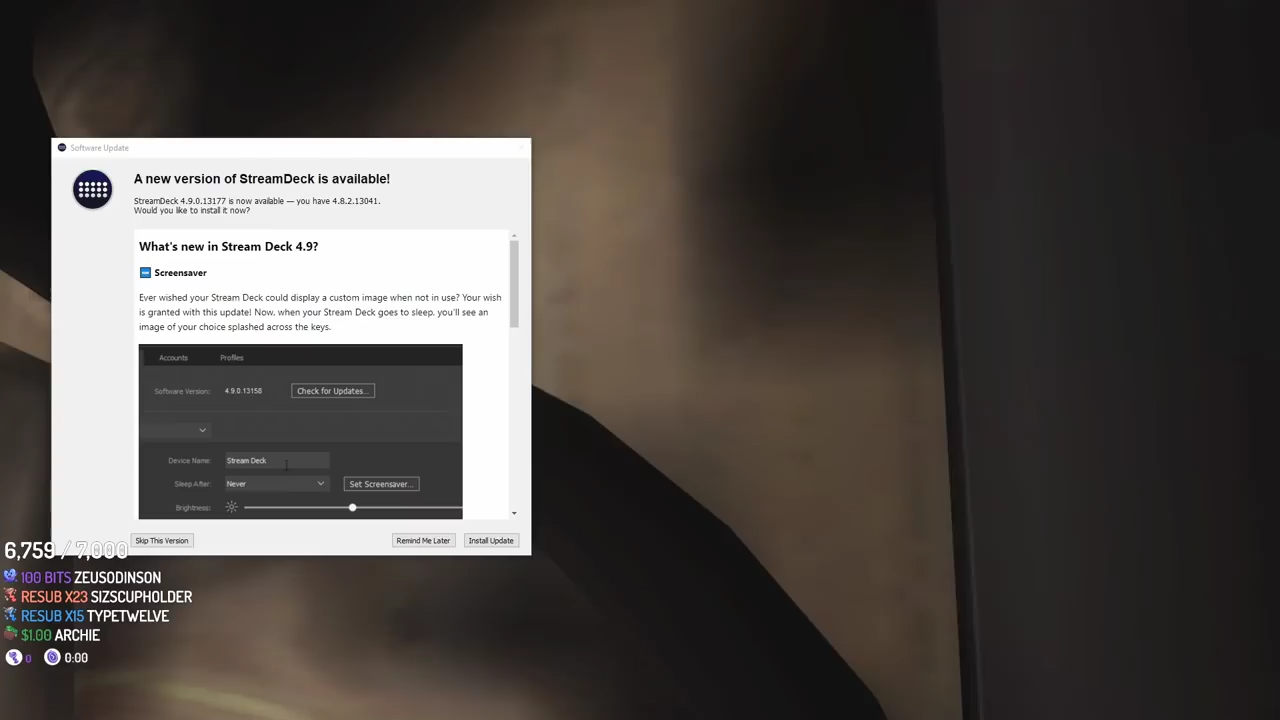 Software Update
A new version of StreamDeck is available!
StreamDeck 4.9.0.13177 is now available — you have 4.8.2.13041.
Would you like to install it now?
What's new in Stream Deck 4.9?
Screensaver
Ever wished your Stream Deck could display a custom image when not in use? Your wish
is granted with this update! Now, when your Stream Deck goes to sleep, you'll see an
image of your choice splashed across the keys.
Accounts Profiles
Software Version: 4.9.0.13158 Check for Updates...
Device Name: Stream Deck
Sleep After: Never Set Screensaver...
Brightness:
Skip This Version Remind Me Later Install Update
6,759 / 7,000
100 BITS ZEUSODINSON
RESUB X23 SIZSCUPHOLDER
RESUB X15 TYPETWELVE
$1.00 ARCHIE
0 0:00